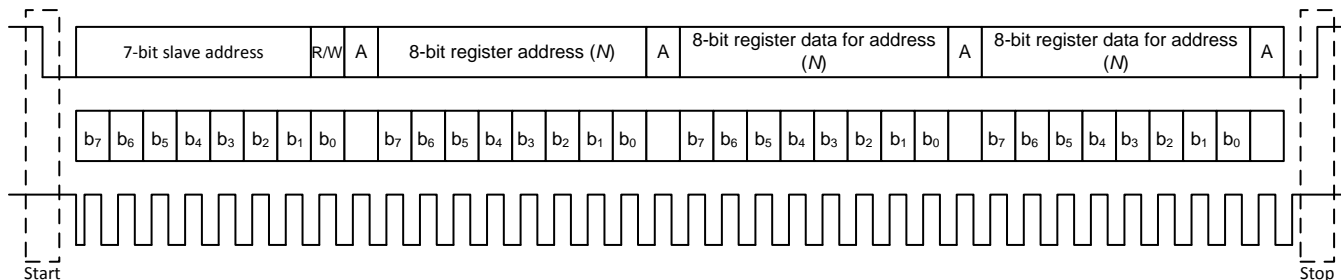 7-bit slave address R/W A 8-bit register address (N) A 8-bit register data for address (N) A 8-bit register data for address (N) A
b7 b6 b5 b4 b3 b2 b1 b0 b7 b6 b5 b4 b3 b2 b1 b0 b7 b6 b5 b4 b3 b2 b1 b0 b7 b6 b5 b4 b3 b2 b1 b0
Start Stop